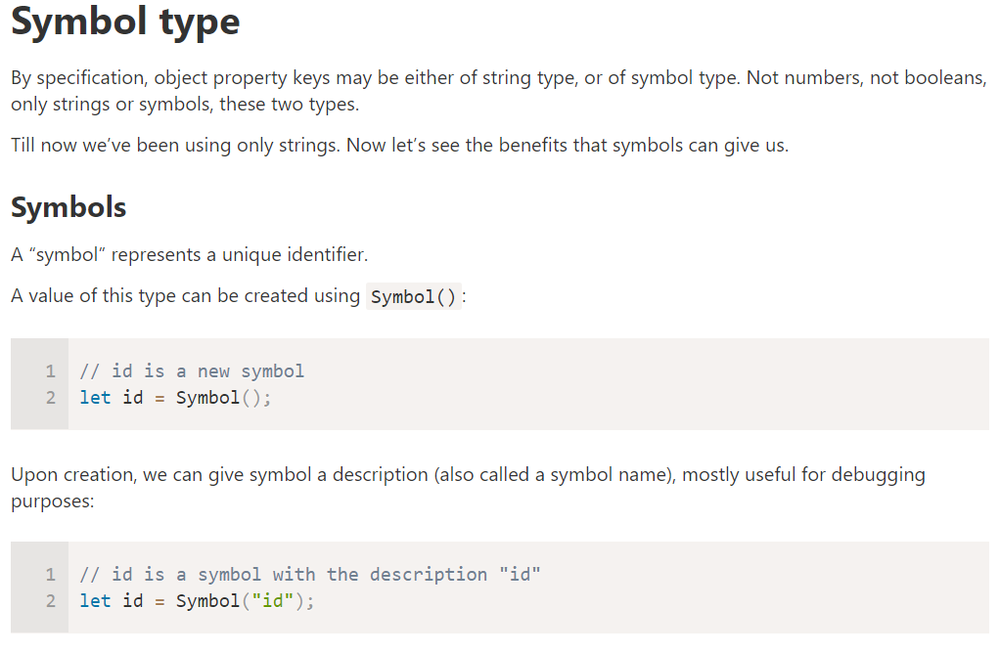 Symbol type
By specification, object property keys may be either of string type, or of symbol type. Not numbers, not booleans,
only strings or symbols, these two types.
Till now we’ve been using only strings. Now let’s see the benefits that symbols can give us.
Symbols
A “symbol” represents a unique identifier.
A value of this type can be created using Symbol():
1 // id is a new symbol
2 let id = Symbol();
Upon creation, we can give symbol a description (also called a symbol name), mostly useful for debugging
purposes:
1 // id is a symbol with the description "id"
2 let id = Symbol("id");